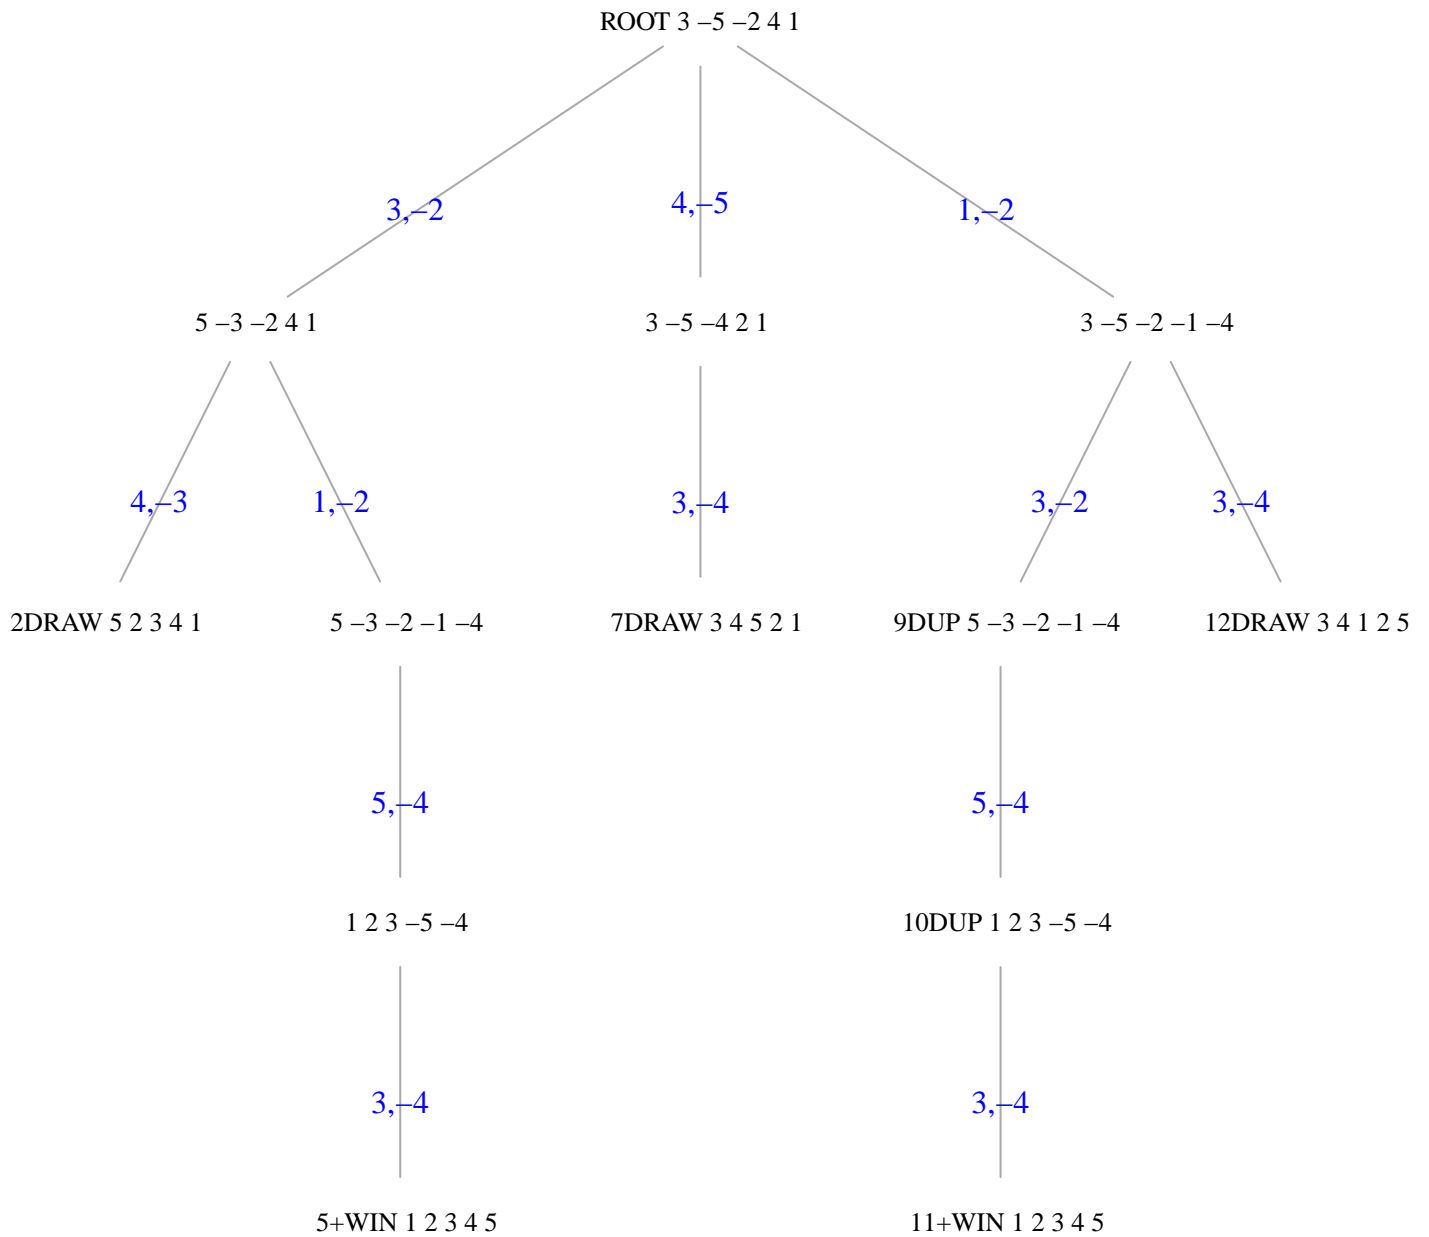 ROOT 3 –5 –2 4 1
3,–2
4,–5
1,–2
5 –3 –2 4 1
3 –5 –4 2 1
3 –5 –2 –1 –4
4,–3
1,–2
3,–4
3,–2
3,–4
2DRAW 5 2 3 4 1
5 –3 –2 –1 –4
7DRAW 3 4 5 2 1
9DUP 5 –3 –2 –1 –4
12DRAW 3 4 1 2 5
5,–4
5,–4
1 2 3 –5 –4
10DUP 1 2 3 –5 –4
3,–4
3,–4
5+WIN 1 2 3 4 5
11+WIN 1 2 3 4 5